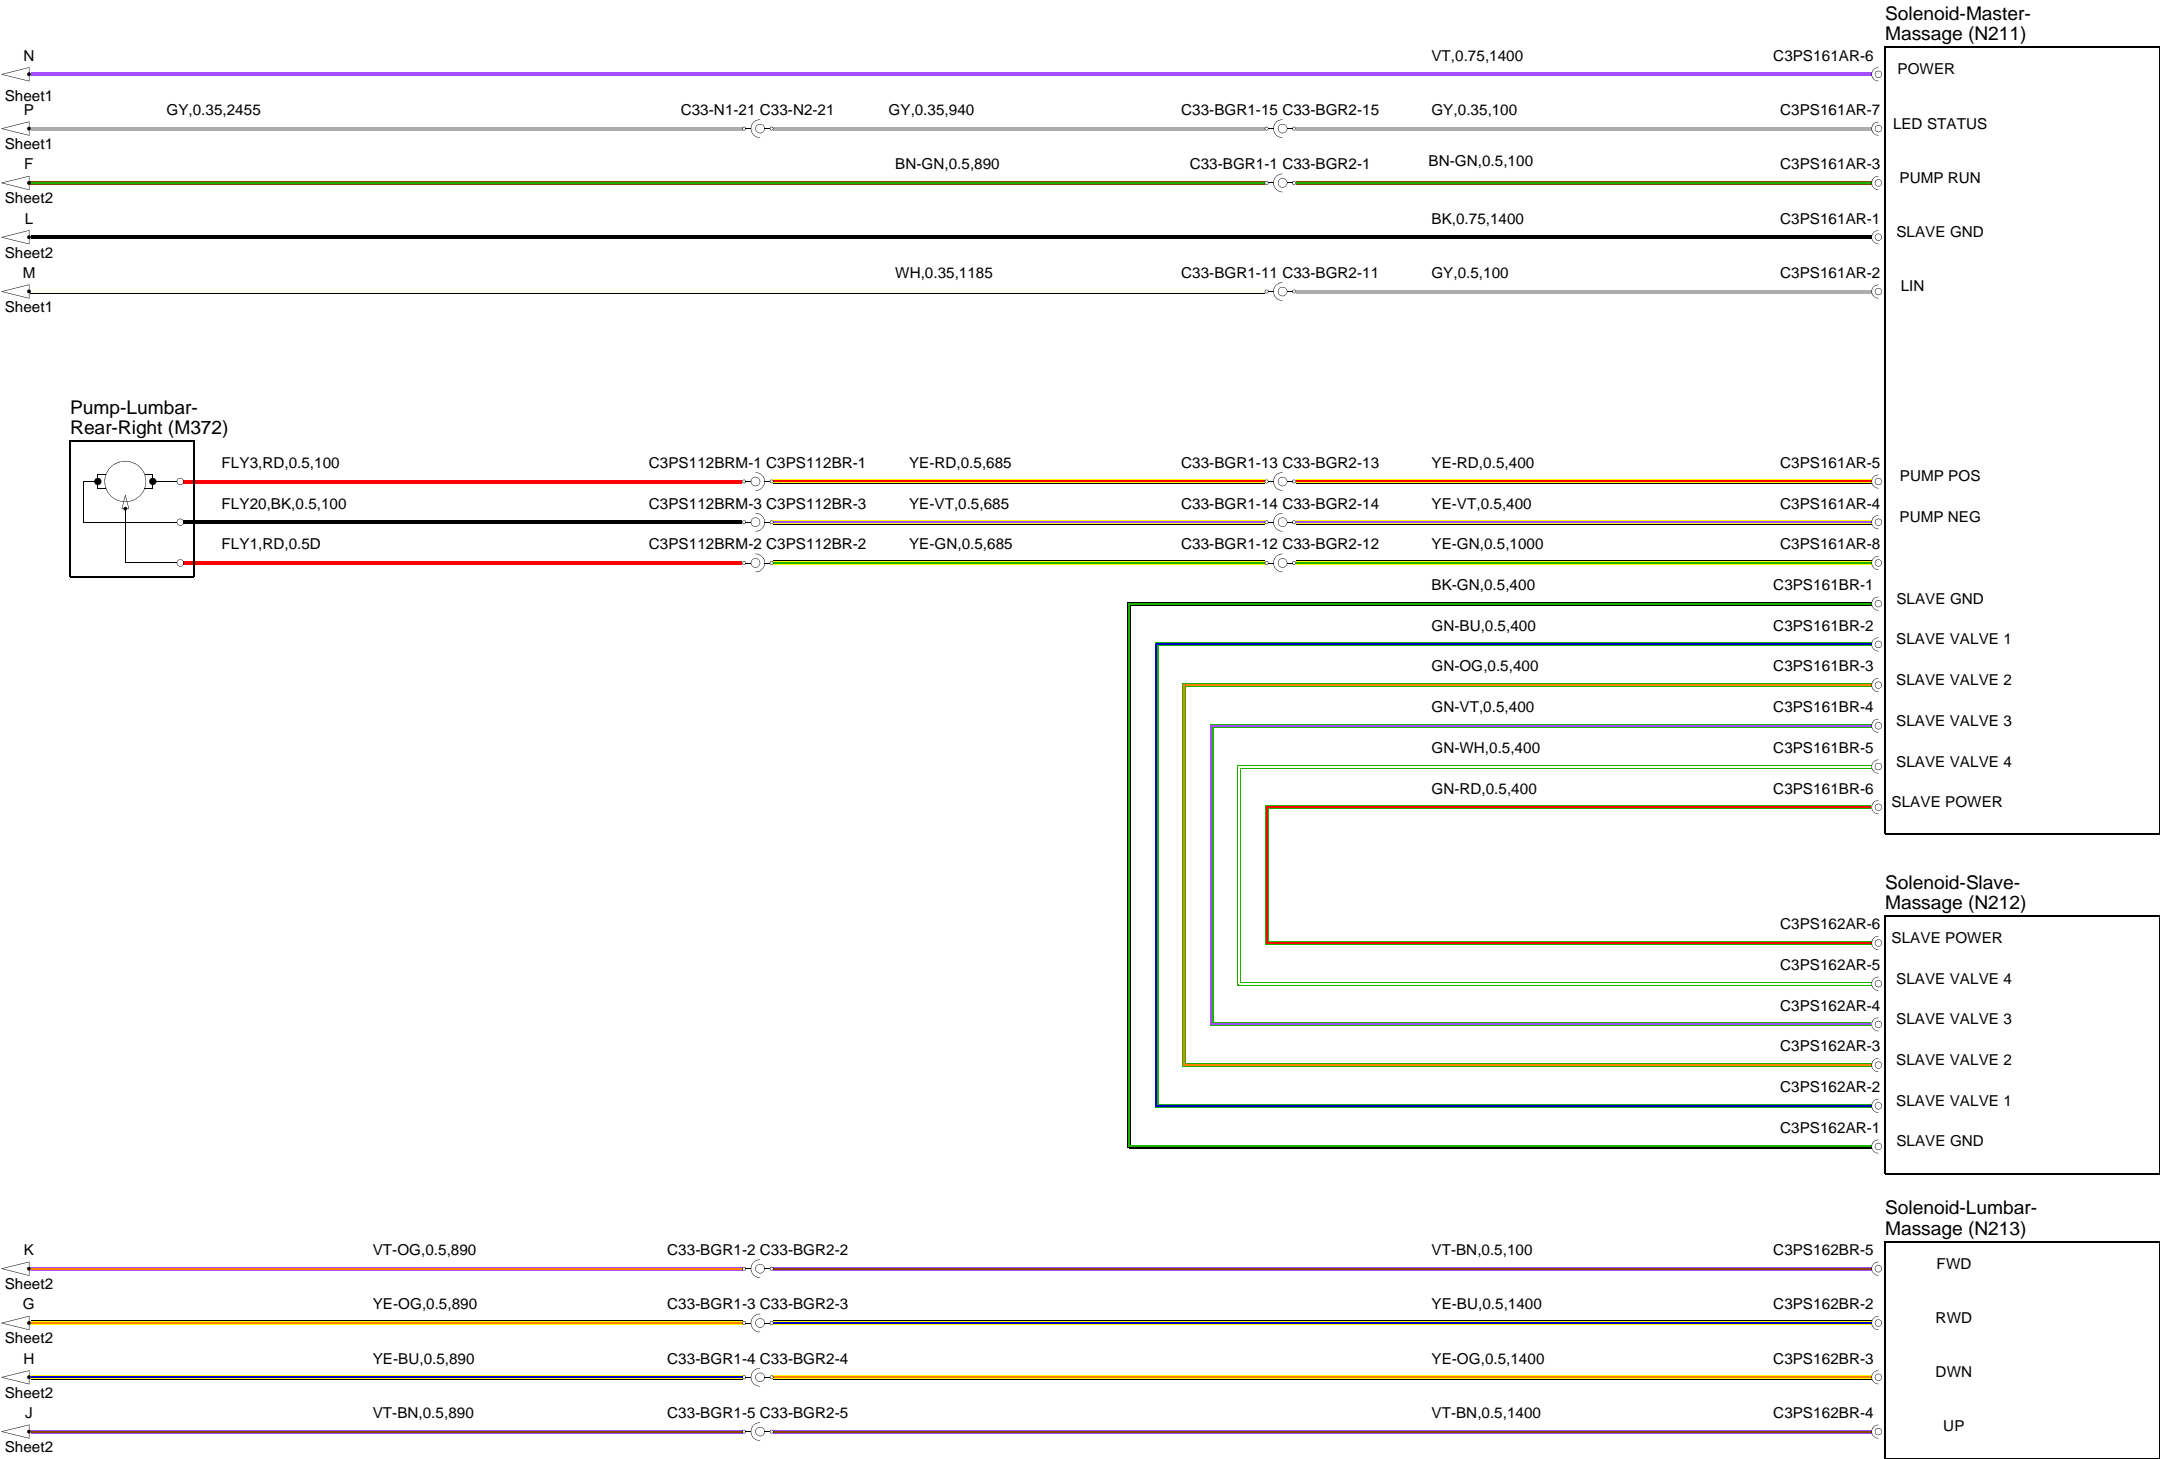 Solenoid-Master-
Massage (N211)
N
VT,0.75,1400
C3PS161AR-6
POWER
Sheet1
P
GY,0.35,2455
C33-N1-21 C33-N2-21
GY,0.35,940
C33-BGR1-15 C33-BGR2-15
GY,0.35,100
C3PS161AR-7
LED STATUS
Sheet1
F
BN-GN,0.5,890
C33-BGR1-1 C33-BGR2-1
BN-GN,0.5,100
C3PS161AR-3
PUMP RUN
Sheet2
L
BK,0.75,1400
C3PS161AR-1
SLAVE GND
Sheet2
M
WH,0.35,1185
C33-BGR1-11 C33-BGR2-11
GY,0.5,100
C3PS161AR-2
LIN
Sheet1
Pump-Lumbar-
Rear-Right (M372)
FLY3,RD,0.5,100
C3PS112BRM-1 C3PS112BR-1
YE-RD,0.5,685
C33-BGR1-13 C33-BGR2-13
YE-RD,0.5,400
C3PS161AR-5
PUMP POS
FLY20,BK,0.5,100
C3PS112BRM-3 C3PS112BR-3
YE-VT,0.5,685
C33-BGR1-14 C33-BGR2-14
YE-VT,0.5,400
C3PS161AR-4
PUMP NEG
FLY1,RD,0.5D
C3PS112BRM-2 C3PS112BR-2
YE-GN,0.5,685
C33-BGR1-12 C33-BGR2-12
YE-GN,0.5,1000
C3PS161AR-8
BK-GN,0.5,400
C3PS161BR-1
SLAVE GND
GN-BU,0.5,400
C3PS161BR-2
SLAVE VALVE 1
GN-OG,0.5,400
C3PS161BR-3
SLAVE VALVE 2
GN-VT,0.5,400
C3PS161BR-4
SLAVE VALVE 3
GN-WH,0.5,400
C3PS161BR-5
SLAVE VALVE 4
GN-RD,0.5,400
C3PS161BR-6
SLAVE POWER
Solenoid-Slave-
Massage (N212)
C3PS162AR-6
SLAVE POWER
C3PS162AR-5
SLAVE VALVE 4
C3PS162AR-4
SLAVE VALVE 3
C3PS162AR-3
SLAVE VALVE 2
C3PS162AR-2
SLAVE VALVE 1
C3PS162AR-1
SLAVE GND
Solenoid-Lumbar-
Massage (N213)
K
VT-OG,0.5,890
C33-BGR1-2 C33-BGR2-2
VT-BN,0.5,100
C3PS162BR-5
FWD
Sheet2
G
YE-OG,0.5,890
C33-BGR1-3 C33-BGR2-3
YE-BU,0.5,1400
C3PS162BR-2
RWD
Sheet2
H
YE-BU,0.5,890
C33-BGR1-4 C33-BGR2-4
YE-OG,0.5,1400
C3PS162BR-3
DWN
Sheet2
J
VT-BN,0.5,890
C33-BGR1-5 C33-BGR2-5
VT-BN,0.5,1400
C3PS162BR-4
UP
Sheet2